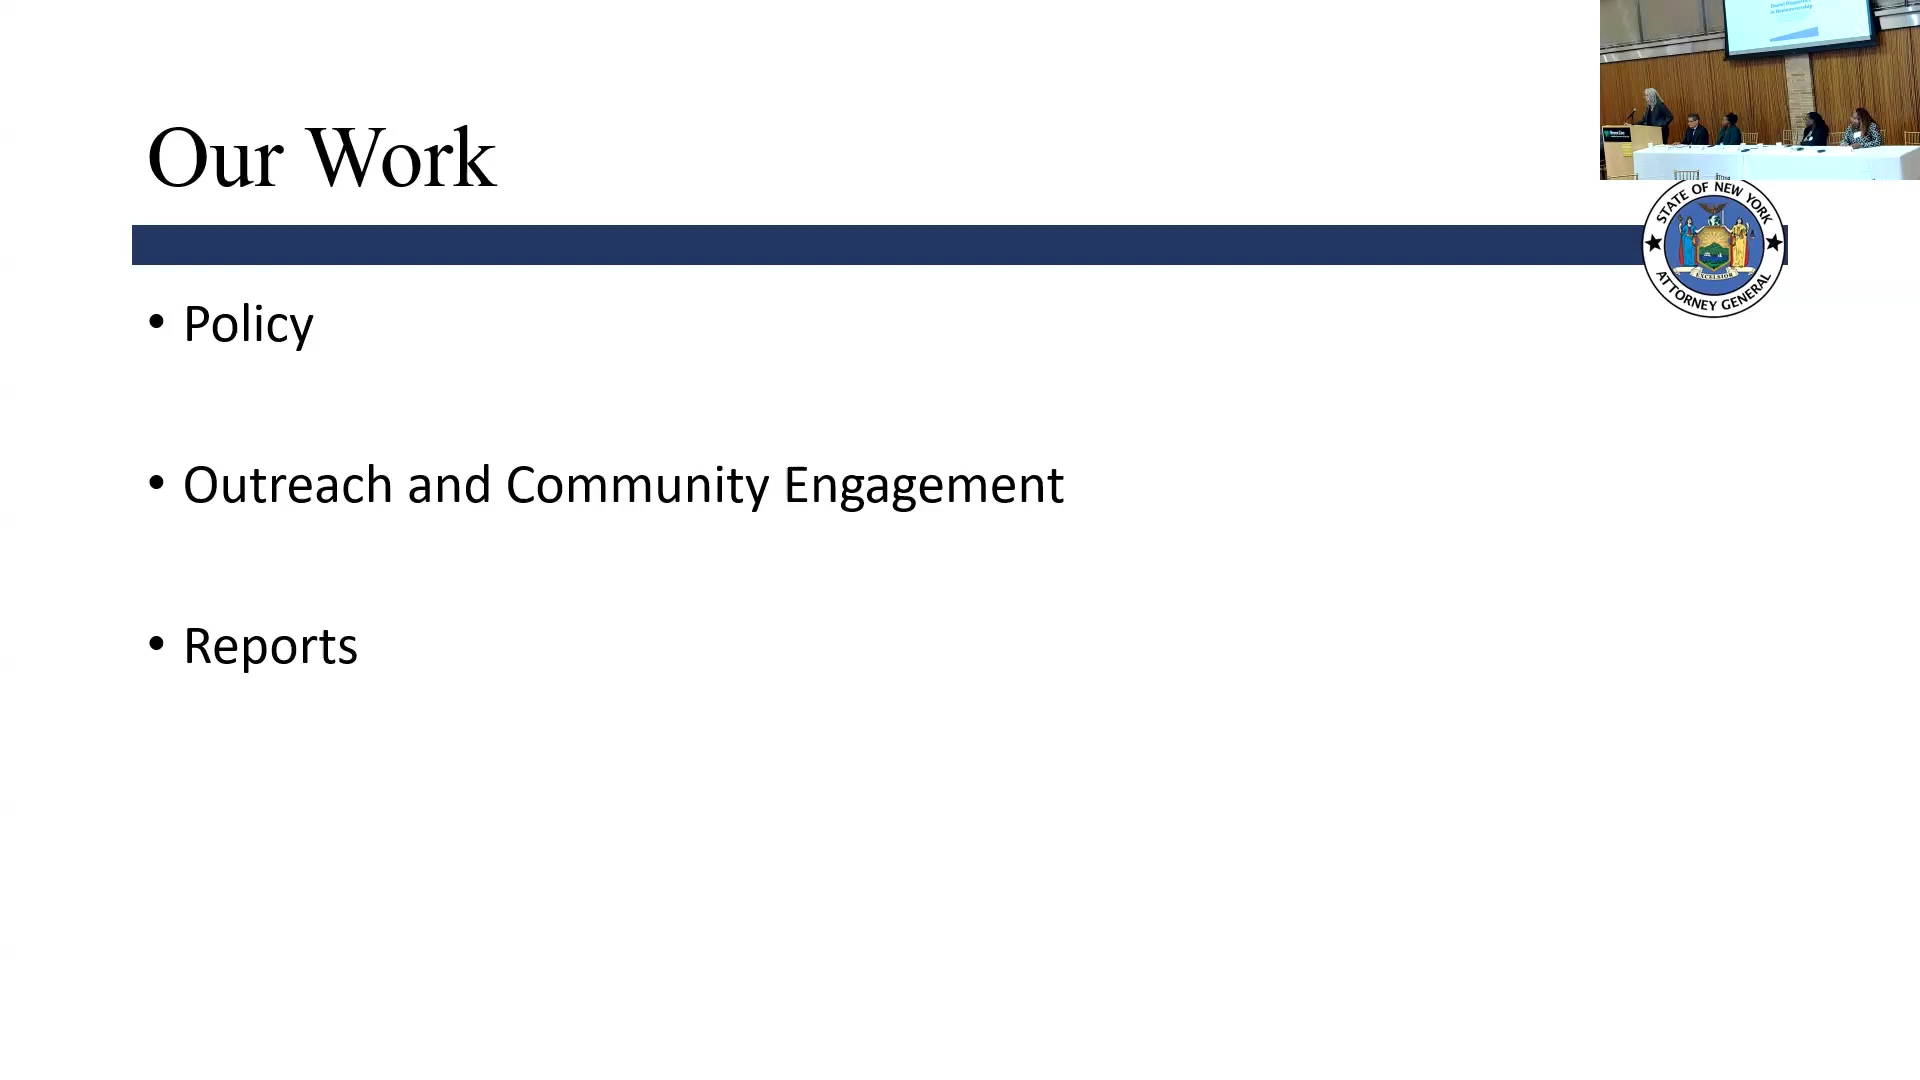 Our Work
STATE OF NEW YORK
EXCELSIOR
ATTORNEY GENERAL
• Policy
• Outreach and Community Engagement
• Reports